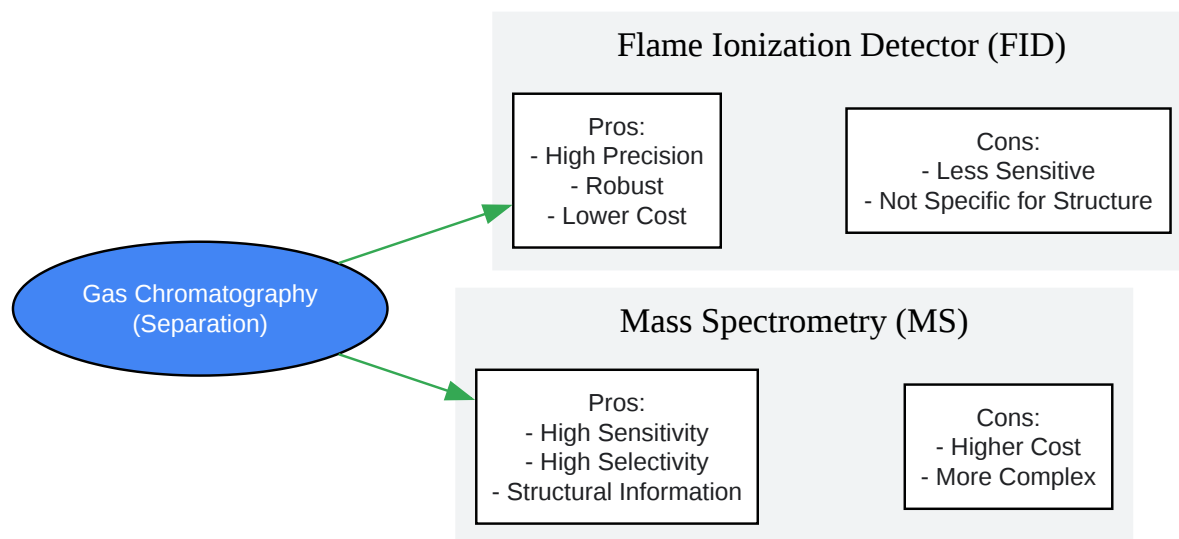 Flame Ionization Detector (FID)
Pros:
- High Precision
- Robust
- Lower Cost
Cons:
- Less Sensitive
- Not Specific for Structure
Gas Chromatography
(Separation)
Mass Spectrometry (MS)
Pros:
- High Sensitivity
- High Selectivity
- Structural Information
Cons:
- Higher Cost
- More Complex